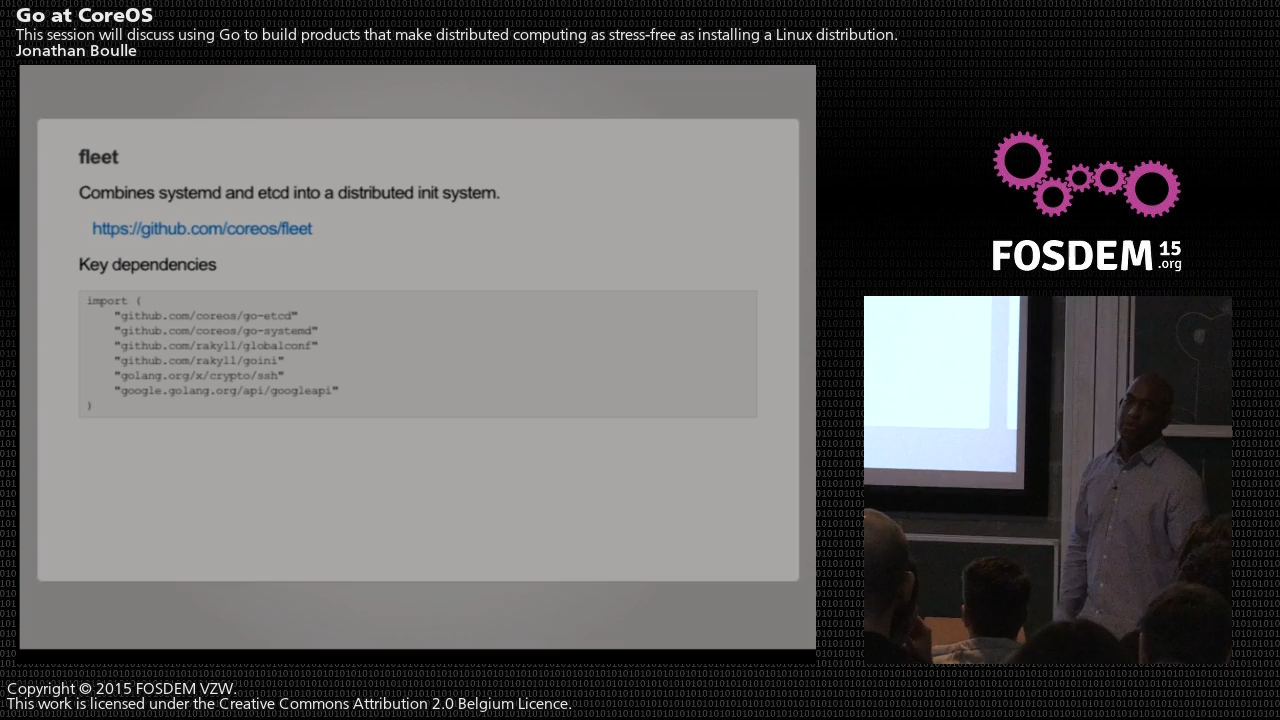 Go at CoreOS
This session will discuss using Go to build products that make distributed computing as stress-free as installing a Linux distribution.
Jonathan Boulle
fleet
Combines systemd and etcd into a distributed init system.
https://github.com/coreos/fleet
Key dependencies
import (
"github.com/coreos/go-etcd"
"github.com/coreos/go-systemd"
"github.com/rakyll/globalconf"
"github.com/rakyll/goini"
"golang.org/x/crypto/ssh"
"google.golang.org/api/googleapi"
)
FOSDEM 15
.org
Copyright © 2015 FOSDEM VZW.
This work is licensed under the Creative Commons Attribution 2.0 Belgium Licence.